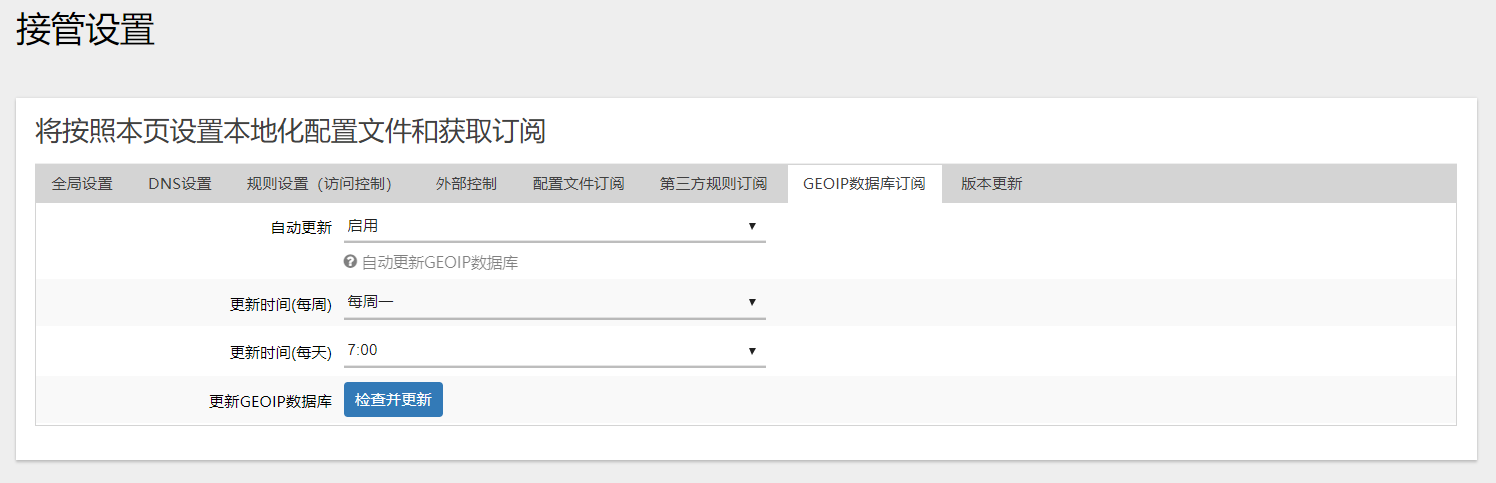 接管设置
将按照本页设置本地化配置文件和获取订阅
全局设置 DNS设置 规则设置（访问控制） 外部控制 配置文件订阅 第三方规则订阅 GEOIP数据库订阅 版本更新
自动更新 启用
自动更新GEOIP数据库
更新时间(每周) 每周一
更新时间(每天) 7:00
更新GEOIP数据库 检查并更新